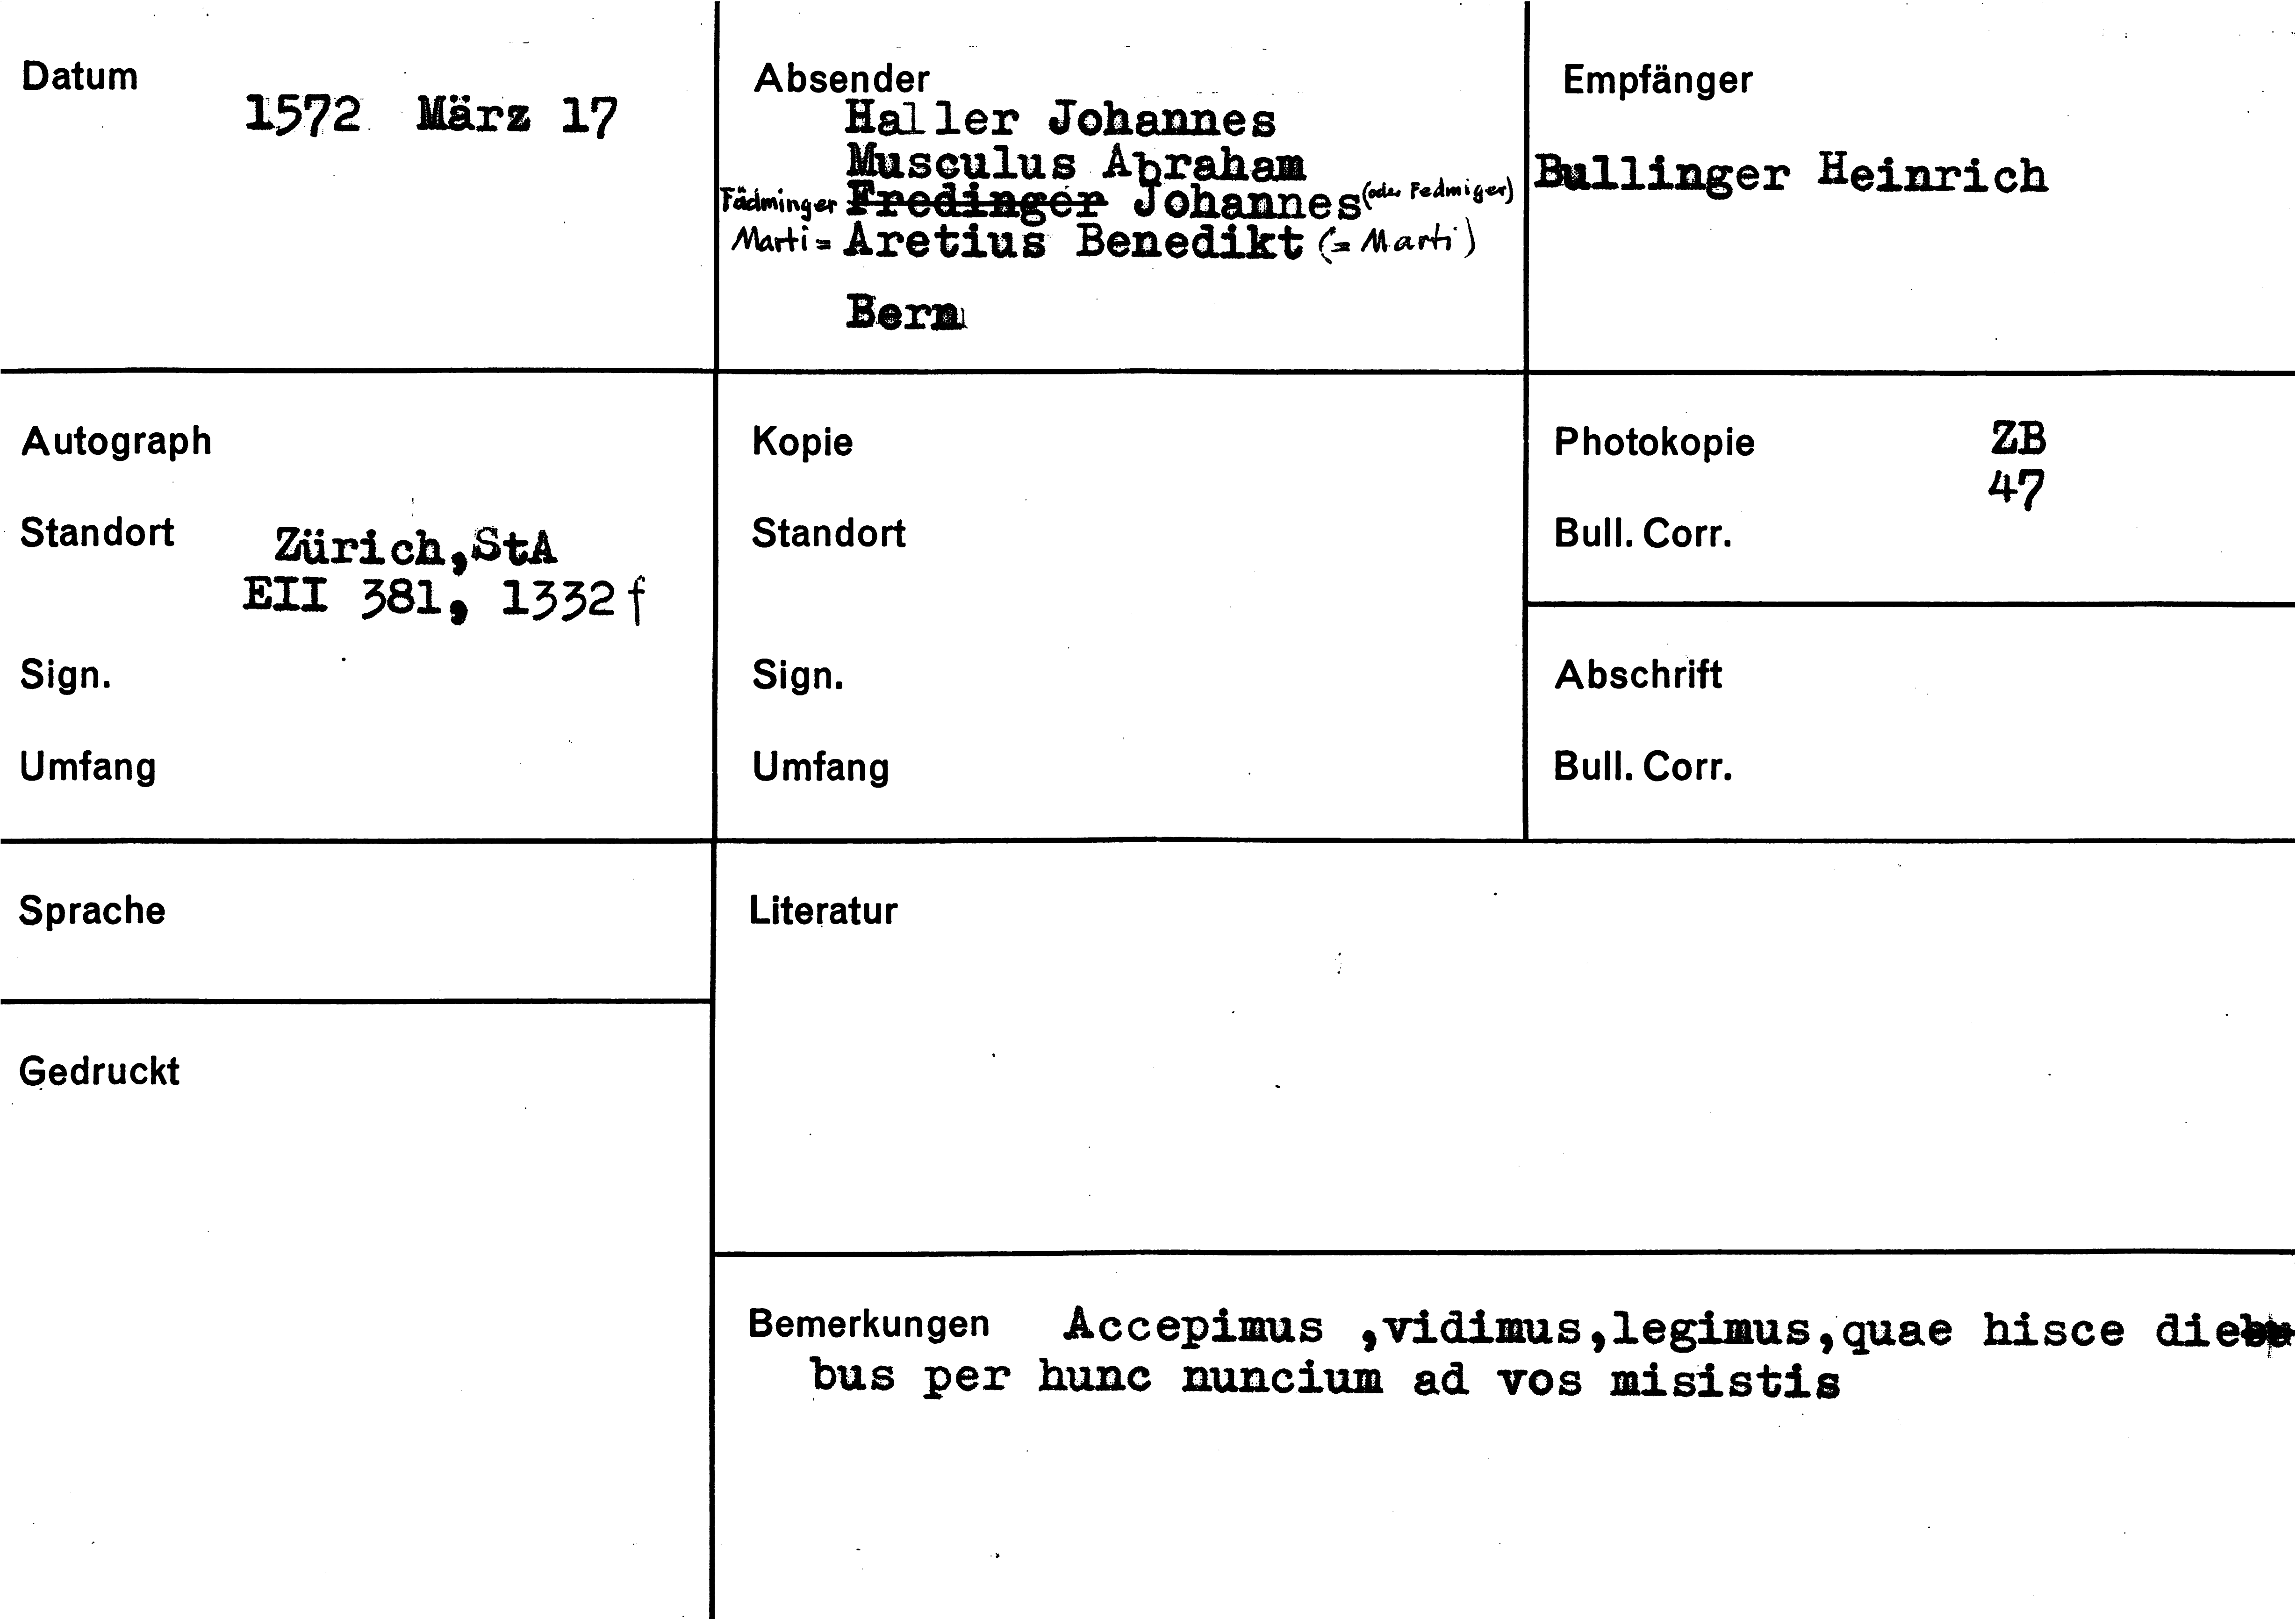 Datum
1572 März 17
Absender
Haller Johannes
Musculus Abraham
Fädminger Fredinger Johannes (oder Fedmiger)
Marti = Aretius Benedikt (= Marti)
Bern
Empfänger
Bullinger Heinrich
Autograph
Standort
Zürich,StA
EII 381, 1332 f
Sign.
Umfang
Kopie
Standort
Sign.
Umfang
Photokopie ZB
47
Bull. Corr.
Abschrift
Bull. Corr.
Sprache
Gedruckt
Literatur
Bemerkungen Accepimus ,vidimus,legimus,quae hisce die
bus per hunc nuncium ad vos misistis